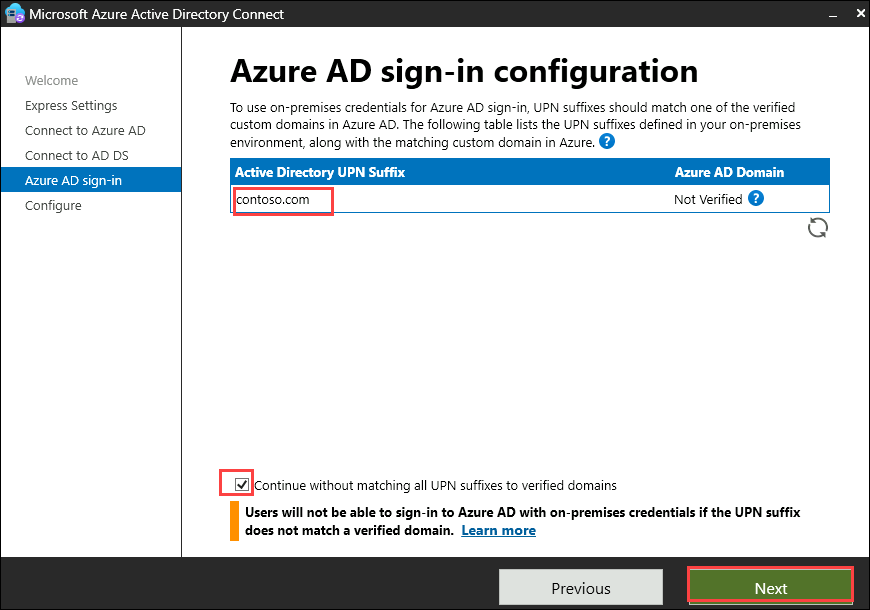 Microsoft Azure Active Directory Connect
Welcome
Express Settings
Connect to Azure AD
Connect to AD DS
Azure AD sign-in
Configure
Azure AD sign-in configuration
To use on-premises credentials for Azure AD sign-in, UPN suffixes should match one of the verified
custom domains in Azure AD. The following table lists the UPN suffixes defined in your on-premises
environment, along with the matching custom domain in Azure. ?
Active Directory UPN Suffix Azure AD Domain
contoso.com Not Verified ?
Continue without matching all UPN suffixes to verified domains
Users will not be able to sign-in to Azure AD with on-premises credentials if the UPN suffix
does not match a verified domain. Learn more
Previous Next